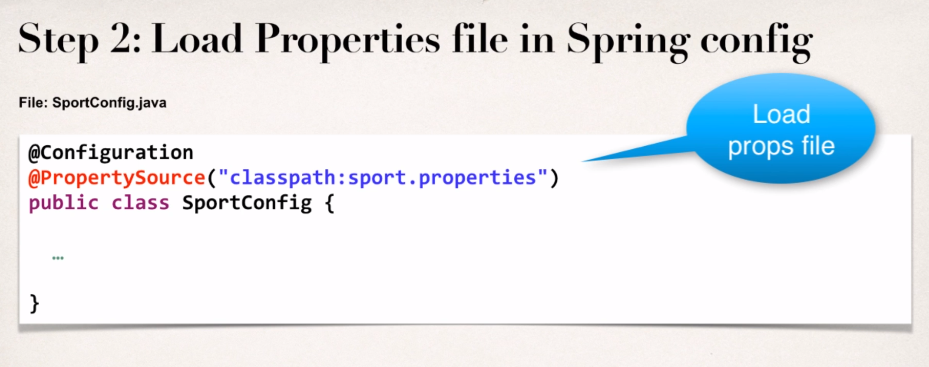 Step 2: Load Properties file in Spring config
File: SportConfig.java
Load
props file
@Configuration
@PropertySource("classpath:sport.properties")
public class SportConfig {
…
}